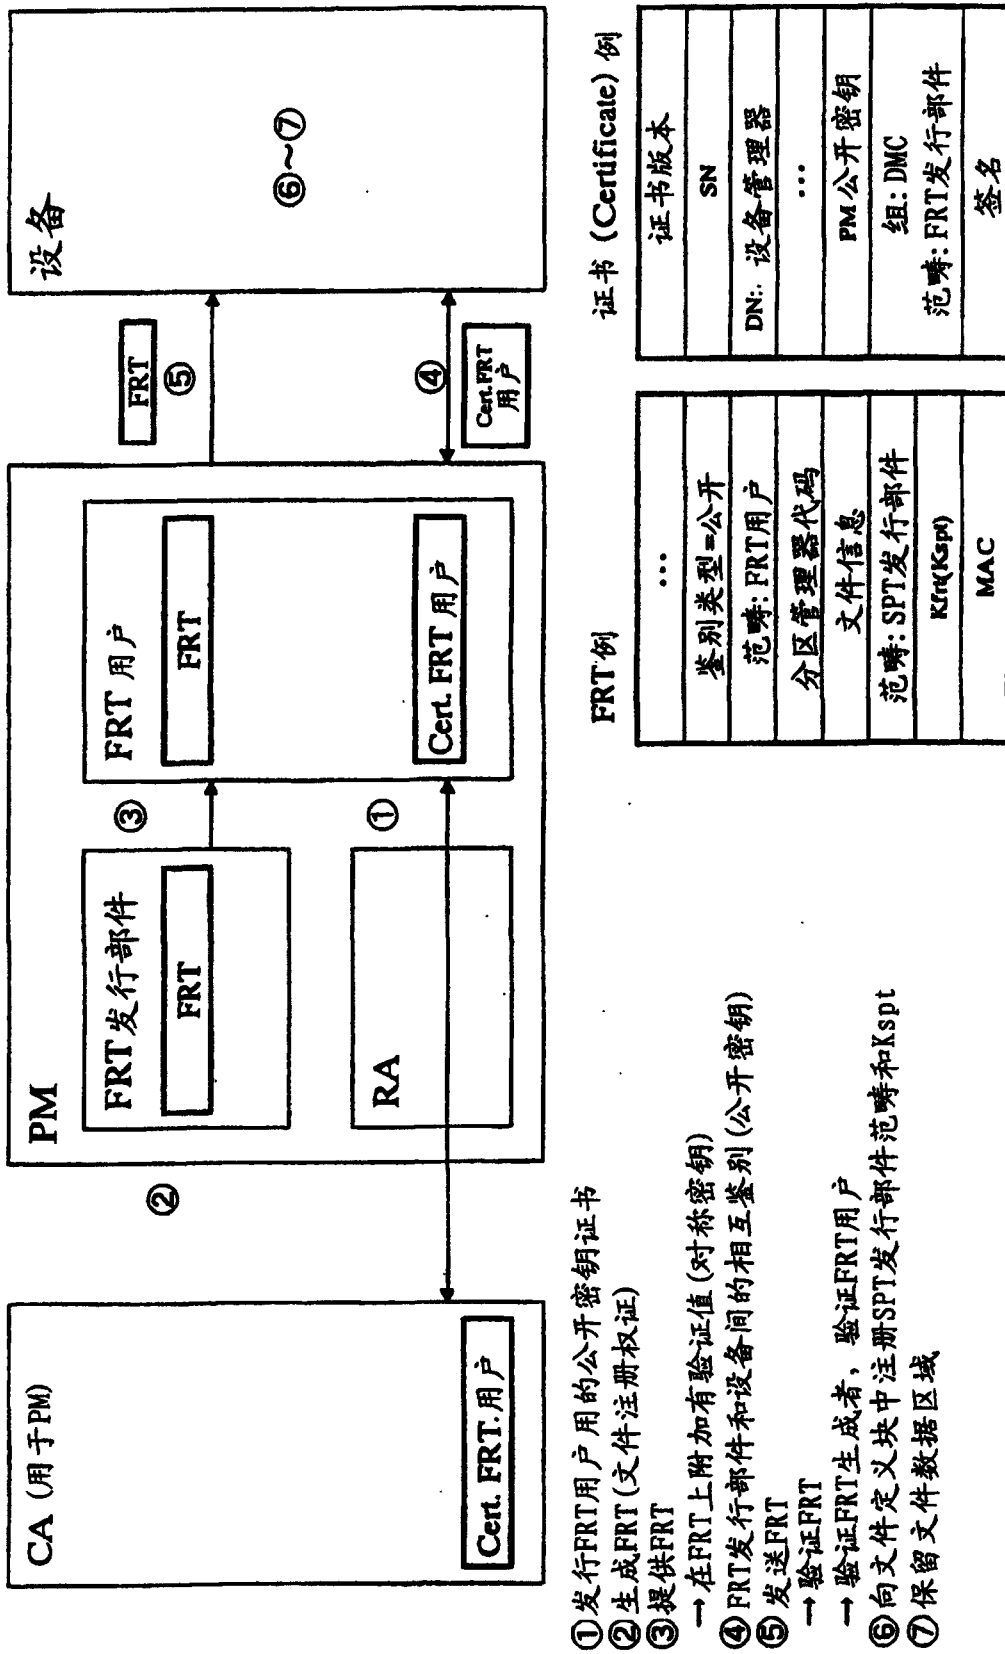 CA (用于PM)
Cert. FRT.用户
②
PM
FRT发行部件
FRT
RA
③
①
FRT 用户
FRT
Cert. FRT 用户
FRT
⑤
④
Cert.FRT
用户
设备
⑥~⑦
①发行FRT用户用的公开密钥证书
②生成FRT(文件注册权证)
③提供FRT
→在FRT上附加有验证值(对称密钥)
④FRT发行部件和设备间的相互鉴别(公开密钥)
⑤发送FRT
→验证FRT
→验证FRT生成者, 验证FRT用户
⑥向文件定义块中注册SPT发行部件范畴和Kspt
⑦保留文件数据区域
FRT例
...
鉴别类型=公开
范畴: FRT用户
分区管理器代码
文件信息
范畴: SPT发行部件
Kfrt(Kspt)
MAC
证书 (Certificate) 例
证书版本
SN
DN:. 设备管理器
...
PM公开密钥
组: DMC
范畴: FRT发行部件
签名